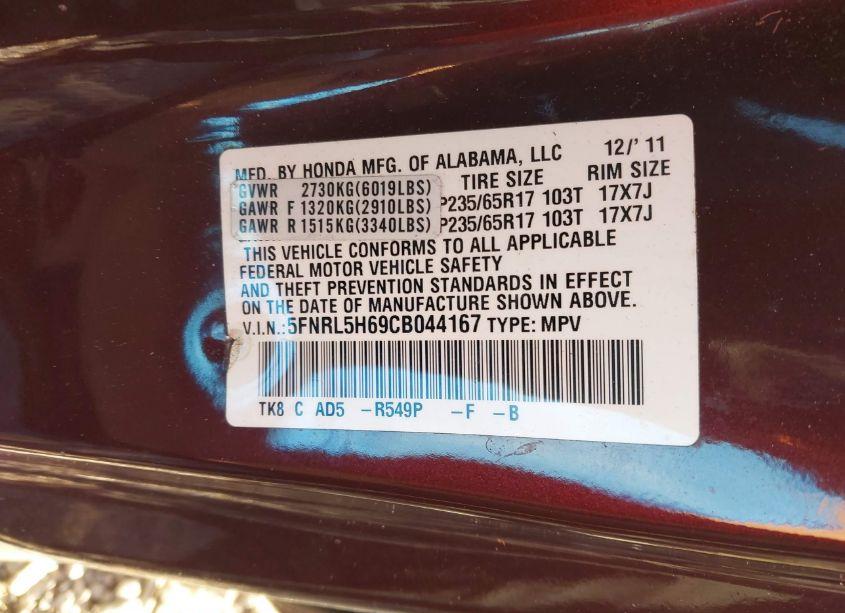 MFD. BY HONDA MFG. OF ALABAMA, LLC 12/' 11
TIRE SIZE RIM SIZE
GVWR 2730KG(6019LBS)
GAWR F 1320KG(2910LBS) P235/65R17 103T 17X7J
GAWR R 1515KG(3340LBS) P235/65R17 103T 17X7J
THIS VEHICLE CONFORMS TO ALL APPLICABLE
FEDERAL MOTOR VEHICLE SAFETY
AND THEFT PREVENTION STANDARDS IN EFFECT
ON THE DATE OF MANUFACTURE SHOWN ABOVE.
V.I.N.: 5FNRL5H69CB044167 TYPE: MPV
TK8 C AD5 -R549P -F -B